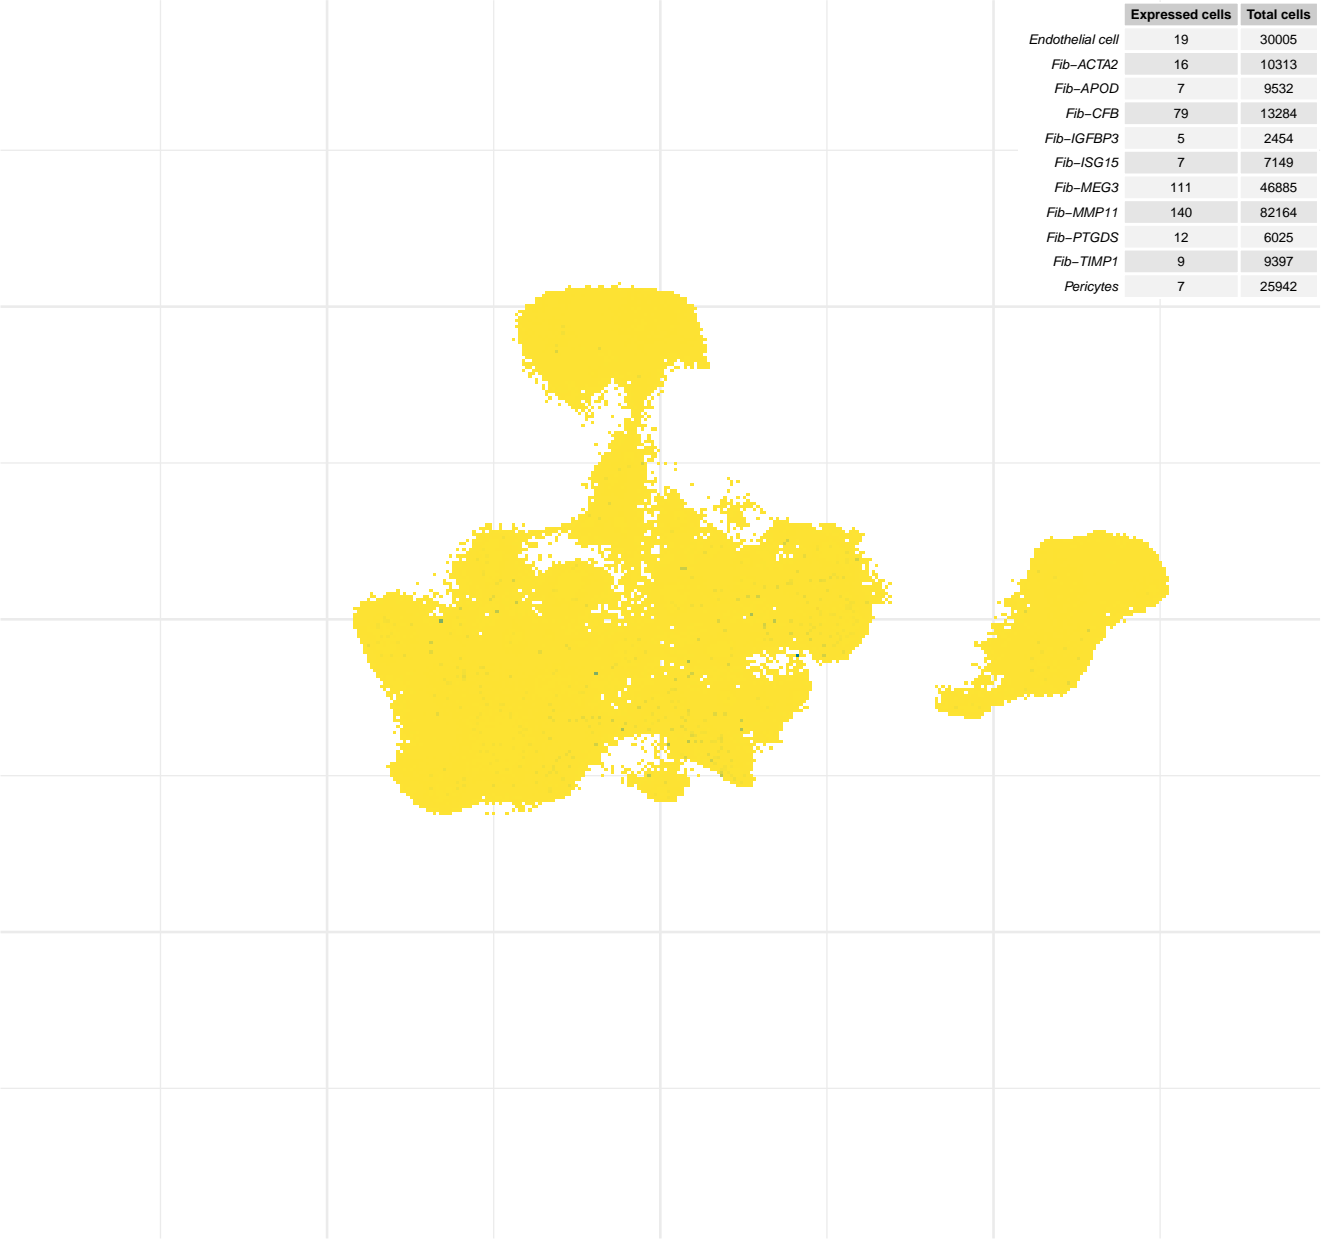 Expressed cells Total cells
Endothelial cell 19 30005
Fib−ACTA2 16 10313
Fib−APOD 7 9532
Fib−CFB 79 13284
Fib−IGFBP3 5 2454
Fib−ISG15 7 7149
Fib−MEG3 111 46885
Fib−MMP11 140 82164
Fib−PTGDS 12 6025
Fib−TIMP1 9 9397
Pericytes 7 25942